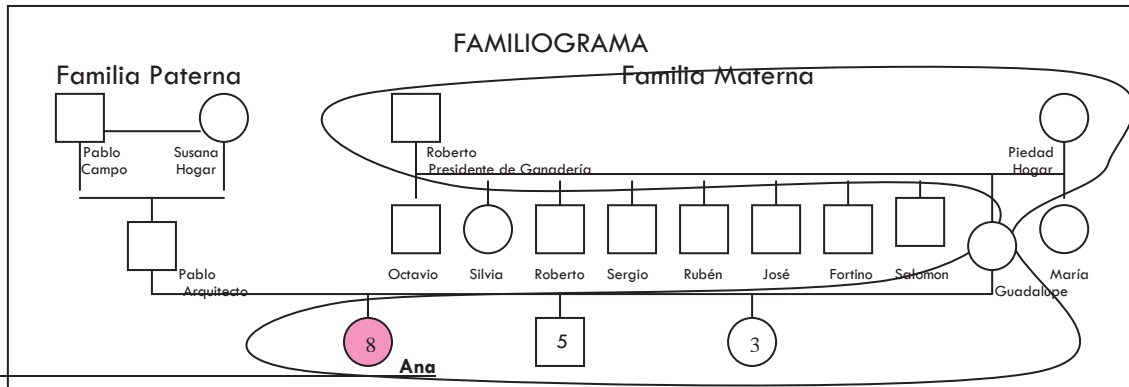 FAMILIOGRAMA
Familia Paterna Familia Materna
Pablo Susana Roberto Piedad
Campo Hogar Presidente de Ganadería Hogar
Octavio Silvia Roberto Sergio Rubén José Fortino Salomon María
Pablo Guadalupe
Arquitecto
8 5 3
Ana